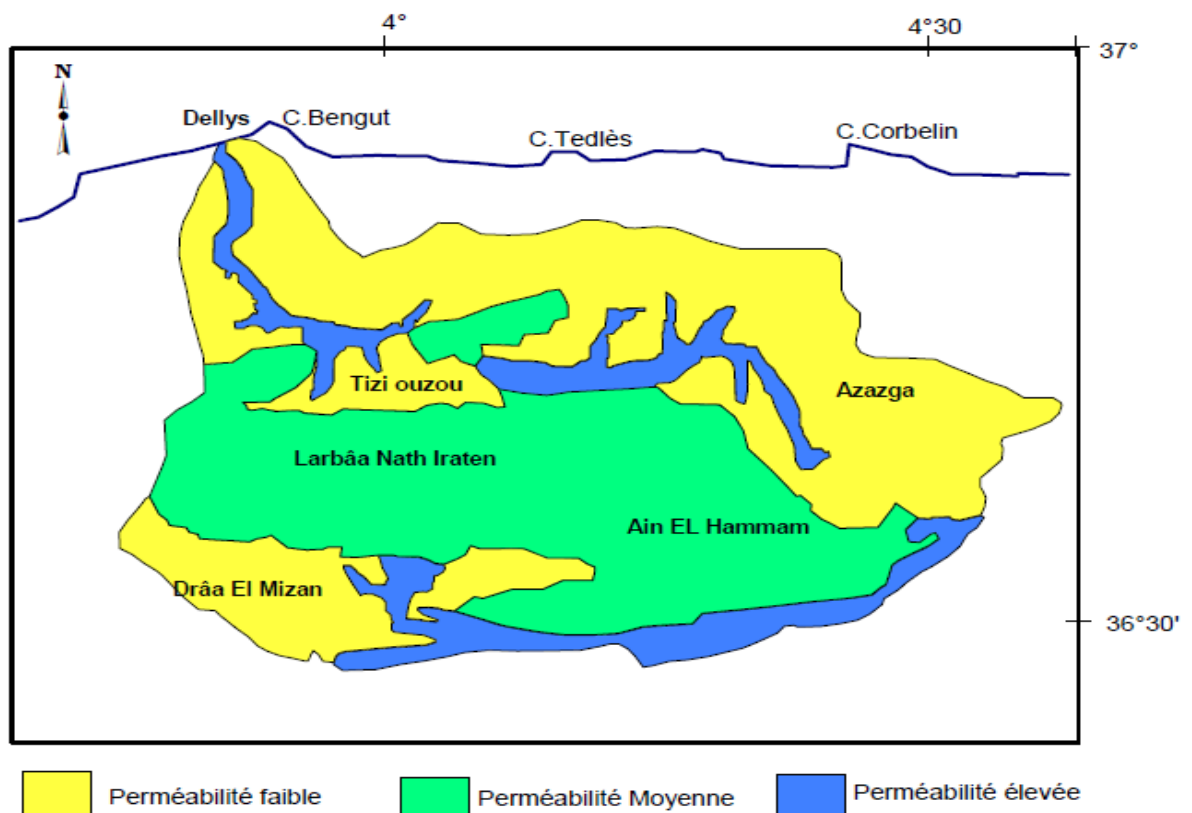 4°
4°30
37°
N
Dellys
C.Bengut
C.Tedlès
C.Corbelin
Tizi ouzou
Azazga
Larbâa Nath Iraten
Ain EL Hammam
Drâa El Mizan
36°30'
Perméabilité faible
Perméabilité Moyenne
Perméabilité élevée